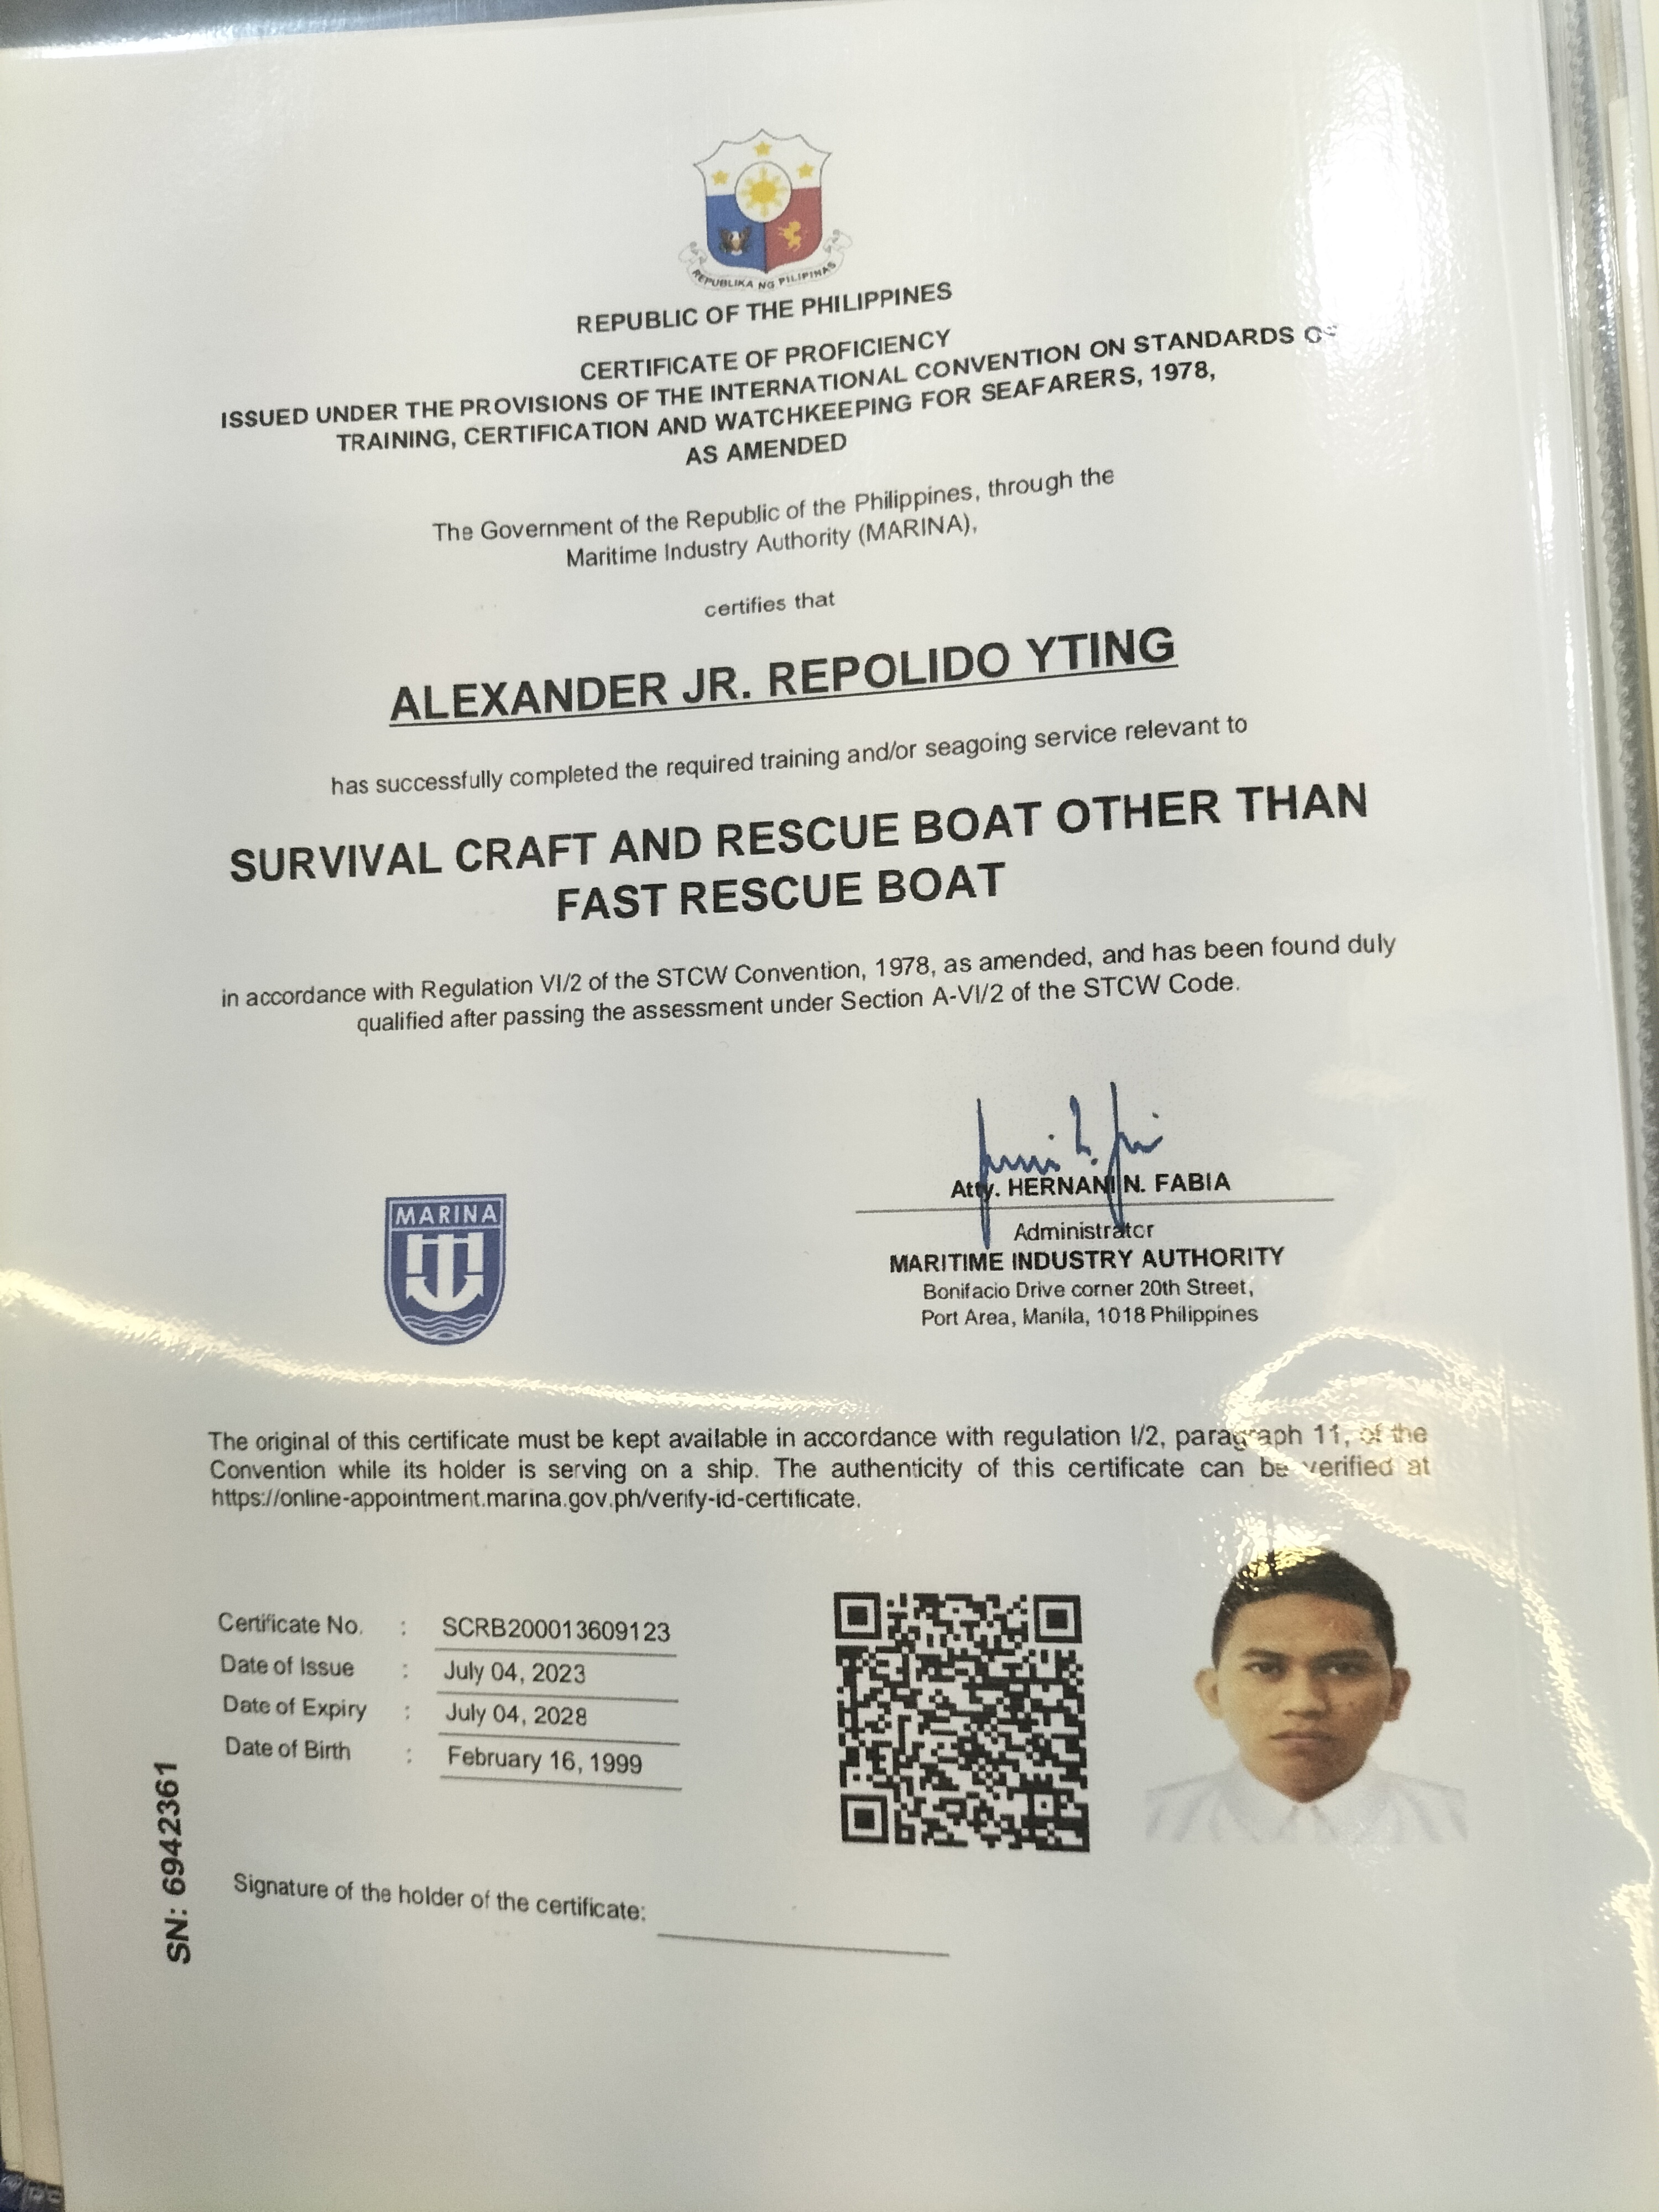 REPUBLIKA NG PILIPINAS
REPUBLIC OF THE PHILIPPINES
CERTIFICATE OF PROFICIENCY
ISSUED UNDER THE PROVISIONS OF THE INTERNATIONAL CONVENTION ON STANDARDS OF
TRAINING, CERTIFICATION AND WATCHKEEPING FOR SEAFARERS, 1978,
AS AMENDED
The Government of the Republic of the Philippines, through the
Maritime Industry Authority (MARINA),
certifies that
ALEXANDER JR. REPOLIDO YTING
has successfully completed the required training and/or seagoing service relevant to
SURVIVAL CRAFT AND RESCUE BOAT OTHER THAN
FAST RESCUE BOAT
in accordance with Regulation VI/2 of the STCW Convention, 1978, as amended, and has been found duly
qualified after passing the assessment under Section A-VI/2 of the STCW Code.
MARINA
Atty. HERNANI N. FABIA
Administrator
MARITIME INDUSTRY AUTHORITY
Bonifacio Drive corner 20th Street,
Port Area, Manila, 1018 Philippines
The original of this certificate must be kept available in accordance with regulation I/2, paragraph 11, of the
Convention while its holder is serving on a ship. The authenticity of this certificate can be verified at
https://online-appointment.marina.gov.ph/verify-id-certificate.
Certificate No. : SCRB200013609123
Date of Issue : July 04, 2023
Date of Expiry : July 04, 2028
Date of Birth : February 16, 1999
SN: 6942361
Signature of the holder of the certificate: